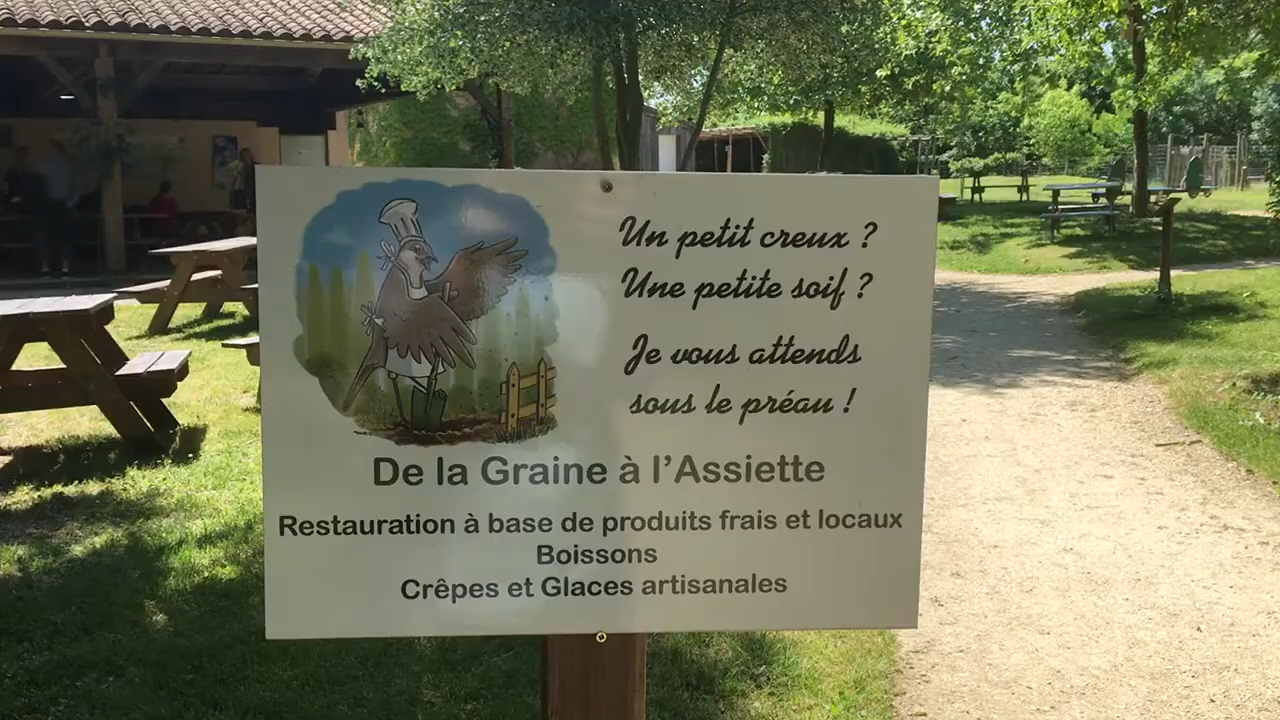 Un petit creux ?
Une petite soif ?
Je vous attends
sous le préau !
De la Graine à l'Assiette
Restauration à base de produits frais et locaux
Boissons
Crêpes et Glaces artisanales